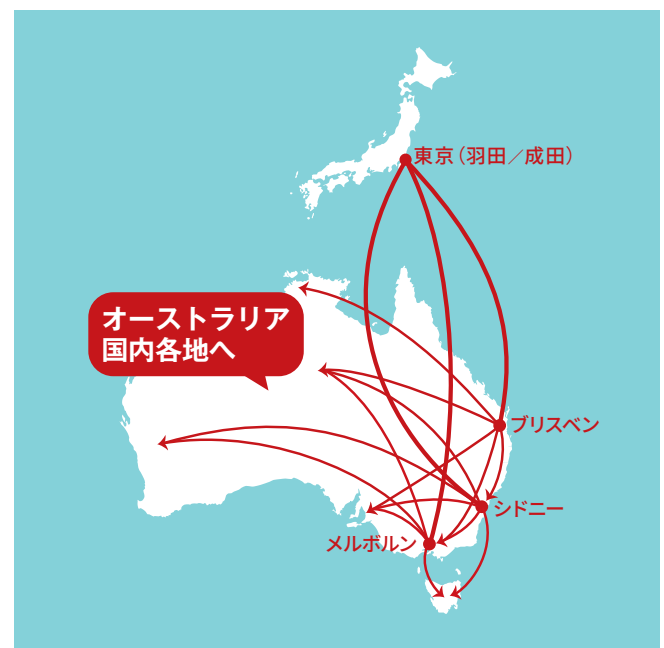 東京（羽田／成田）
オーストラリア
国内各地へ
ブリスベン
シドニー
メルボルン